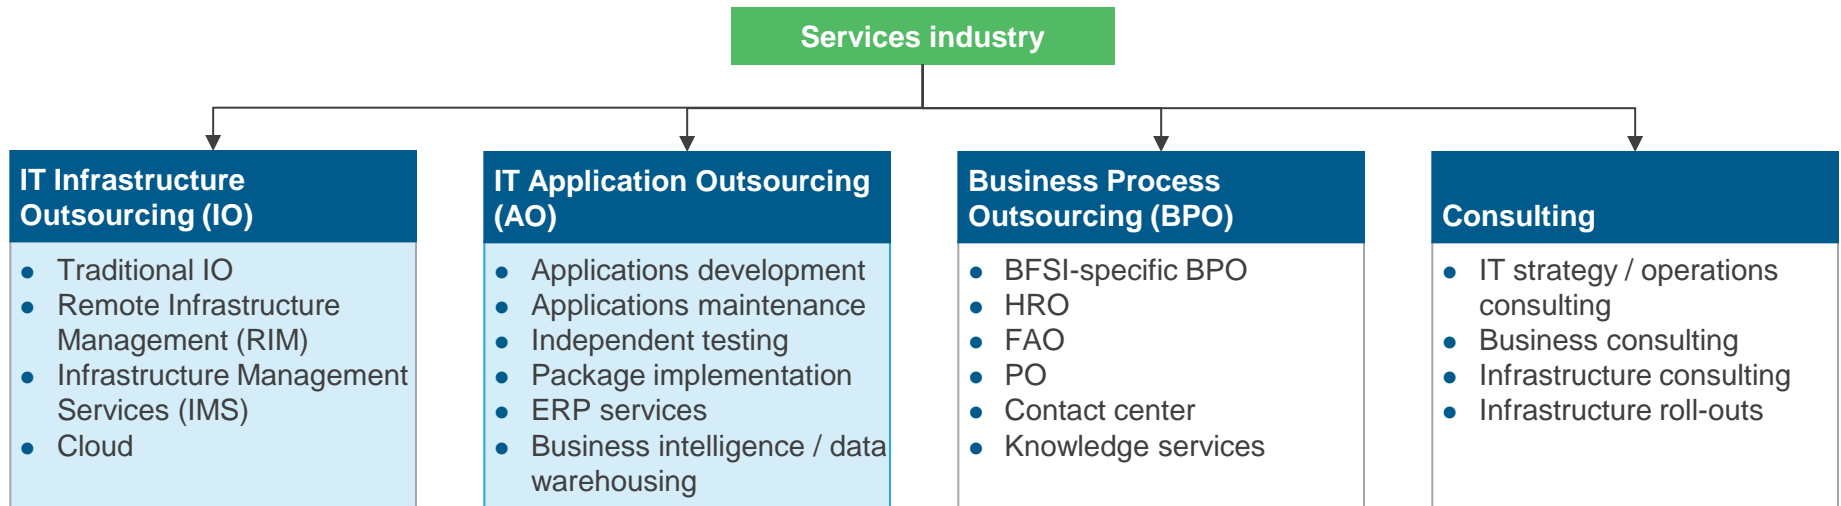 Services industry
IT Infrastructure
Outsourcing (IO)
● Traditional IO
● Remote Infrastructure
Management (RIM)
● Infrastructure Management
Services (IMS)
● Cloud
IT Application Outsourcing
(AO)
● Applications development
● Applications maintenance
● Independent testing
● Package implementation
● ERP services
● Business intelligence / data
warehousing
Business Process
Outsourcing (BPO)
● BFSI-specific BPO
● HRO
● FAO
● PO
● Contact center
● Knowledge services
Consulting
● IT strategy / operations
consulting
● Business consulting
● Infrastructure consulting
● Infrastructure roll-outs